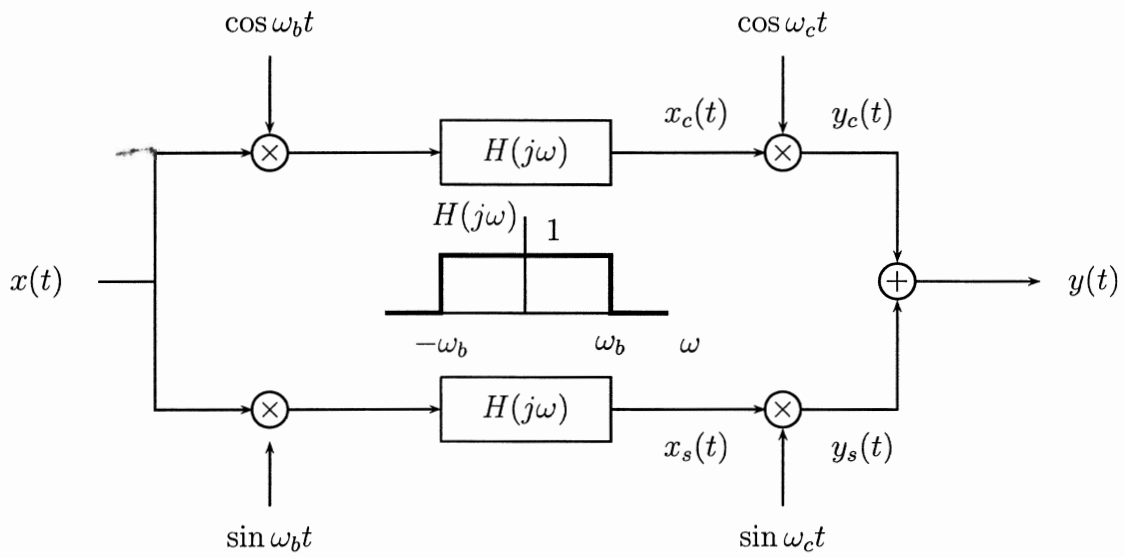 cos ω_b t
cos ω_c t
x_c(t)
y_c(t)
×
H(jω)
×
H(jω)
1
x(t)
+
y(t)
−ω_b
ω_b
ω
×
H(jω)
×
x_s(t)
y_s(t)
sin ω_b t
sin ω_c t